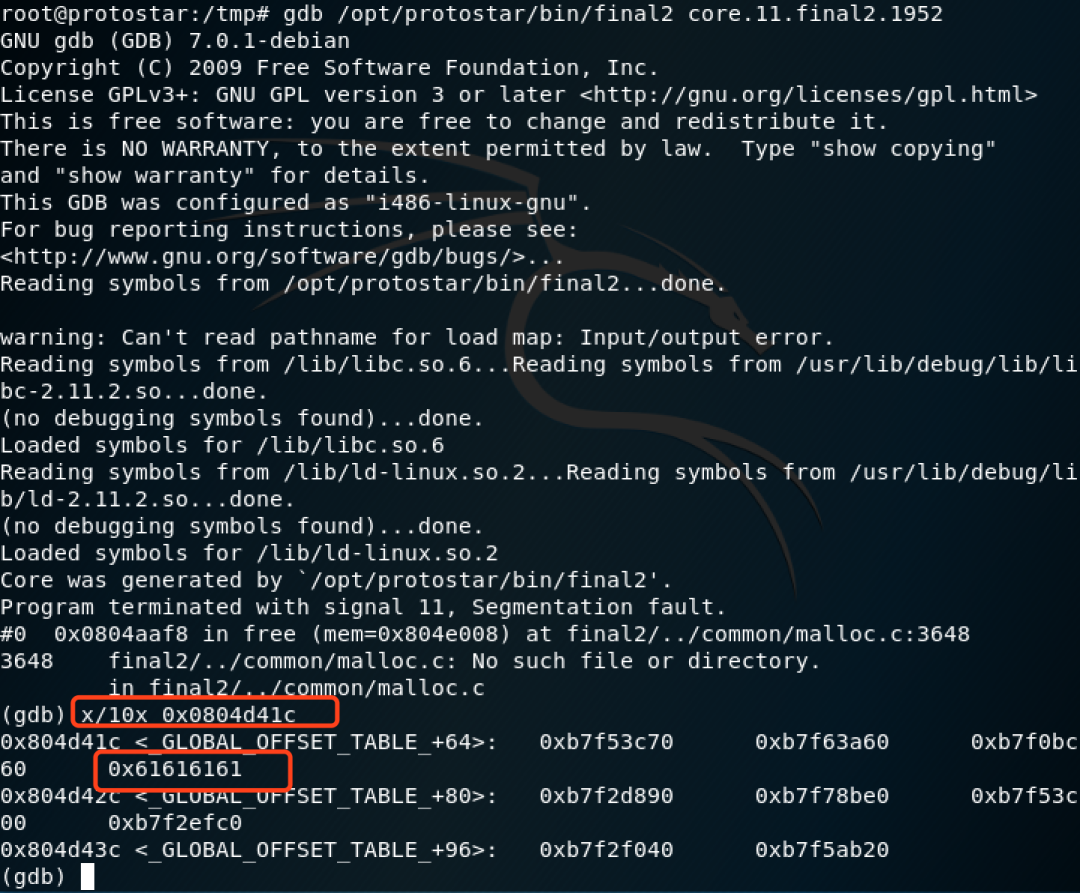 root@protostar:/tmp# gdb /opt/protostar/bin/final2 core.11.final2.1952
GNU gdb (GDB) 7.0.1-debian
Copyright (C) 2009 Free Software Foundation, Inc.
License GPLv3+: GNU GPL version 3 or later <http://gnu.org/licenses/gpl.html>
This is free software: you are free to change and redistribute it.
There is NO WARRANTY, to the extent permitted by law.  Type "show copying"
and "show warranty" for details.
This GDB was configured as "i486-linux-gnu".
For bug reporting instructions, please see:
<http://www.gnu.org/software/gdb/bugs/>...
Reading symbols from /opt/protostar/bin/final2...done.
warning: Can't read pathname for load map: Input/output error.
Reading symbols from /lib/libc.so.6...Reading symbols from /usr/lib/debug/lib/li
bc-2.11.2.so...done.
(no debugging symbols found)...done.
Loaded symbols for /lib/libc.so.6
Reading symbols from /lib/ld-linux.so.2...Reading symbols from /usr/lib/debug/li
b/ld-2.11.2.so...done.
(no debugging symbols found)...done.
Loaded symbols for /lib/ld-linux.so.2
Core was generated by `/opt/protostar/bin/final2'.
Program terminated with signal 11, Segmentation fault.
#0  0x0804aaf8 in free (mem=0x804e008) at final2/../common/malloc.c:3648
3648    final2/../common/malloc.c: No such file or directory.
        in final2/../common/malloc.c
(gdb) x/10x 0x0804d41c
0x804d41c <_GLOBAL_OFFSET_TABLE_+64>:   0xb7f53c70      0xb7f63a60      0xb7f0bc
60      0x61616161
0x804d42c <_GLOBAL_OFFSET_TABLE_+80>:   0xb7f2d890      0xb7f78be0      0xb7f53c
00      0xb7f2efc0
0x804d43c <_GLOBAL_OFFSET_TABLE_+96>:   0xb7f2f040      0xb7f5ab20
(gdb)